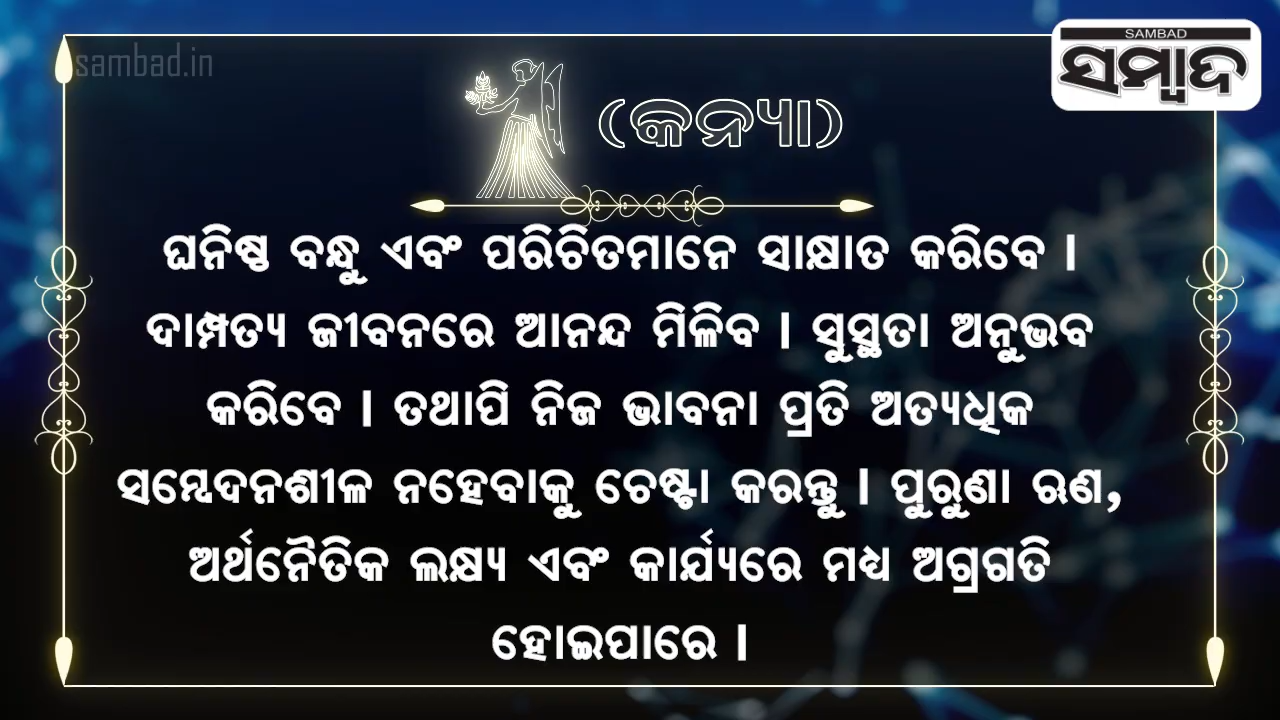 sambad.in
SAMBAD
ସମ୍ବାଦ
(କନ୍ୟା)
ଘନିଷ୍ଠ ବନ୍ଧୁ ଏବଂ ପରିଚିତମାନେ ସାକ୍ଷାତ କରିବେ ।
ଦାମ୍ପତ୍ୟ ଜୀବନରେ ଆନନ୍ଦ ମିଳିବ । ସୁସ୍ଥତା ଅନୁଭବ
କରିବେ । ତଥାପି ନିଜ ଭାବନା ପ୍ରତି ଅତ୍ୟଧିକ
ସମ୍ବେଦନଶୀଳ ନହେବାକୁ ଚେଷ୍ଟା କରନ୍ତୁ । ପୁରୁଣା ଋଣ,
ଅର୍ଥନୈତିକ ଲକ୍ଷ୍ୟ ଏବଂ କାର୍ଯ୍ୟରେ ମଧ୍ୟ ଅଗ୍ରଗତି
ହୋଇପାରେ ।